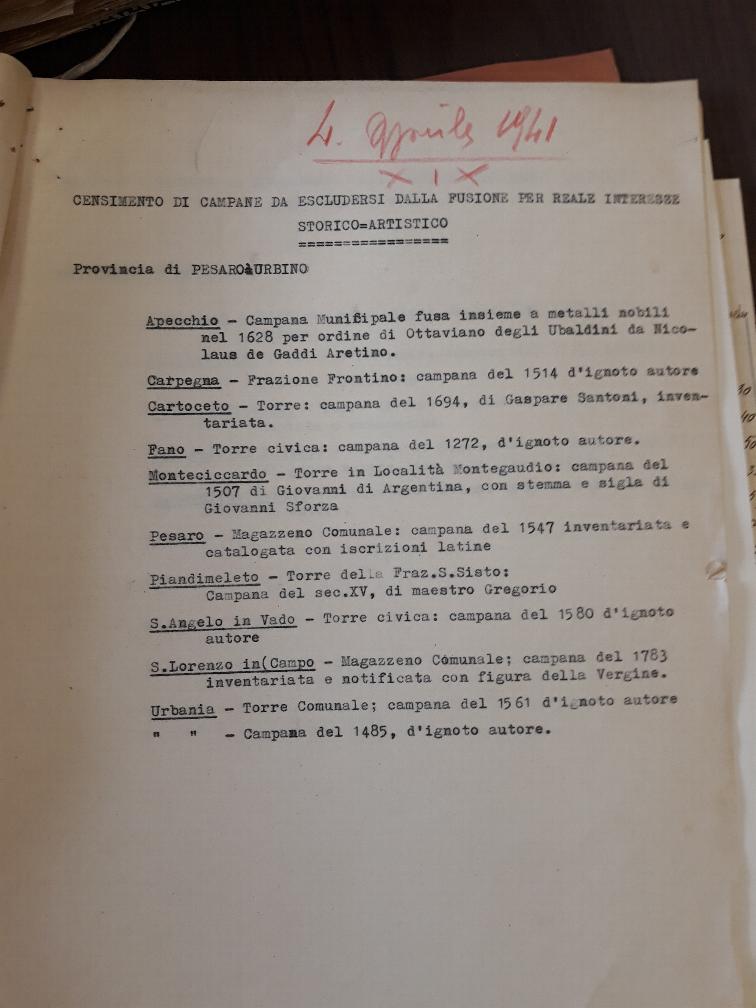 4. Aprile 1941
XIX
CENSIMENTO DI CAMPANE DA ESCLUDERSI DALLA FUSIONE PER REALE INTERESSE
STORICO=ARTISTICO
=================
Provincia di PESARO URBINO
Apecchio - Campana Munifipale fusa insieme a metalli nobili
nel 1628 per ordine di Ottaviano degli Ubaldini da Nico-
laus de Gaddi Aretino.
Carpegna - Frazione Frontino: campana del 1514 d'ignoto autore
Cartoceto - Torre: campana del 1694, di Gaspare Santoni, inven-
tariata.
Fano - Torre civica: campana del 1272, d'ignoto autore.
Monteciccardo - Torre in Località Montegaudio: campana del
1507 di Giovanni di Argentina, con stemma e sigla di
Giovanni Sforza
Pesaro - Magazzeno Comunale: campana del 1547 inventariata e
catalogata con iscrizioni latine
Piandimeleto - Torre della Fraz.S.Sisto:
Campana del sec.XV, di maestro Gregorio
S.Angelo in Vado - Torre civica: campana del 1580 d'ignoto
autore
S.Lorenzo in(Campo - Magazzeno Comunale; campana del 1783
inventariata e notificata con figura della Vergine.
Urbania - Torre Comunale; campana del 1561 d'ignoto autore
" " - Campana del 1485, d'ignoto autore.